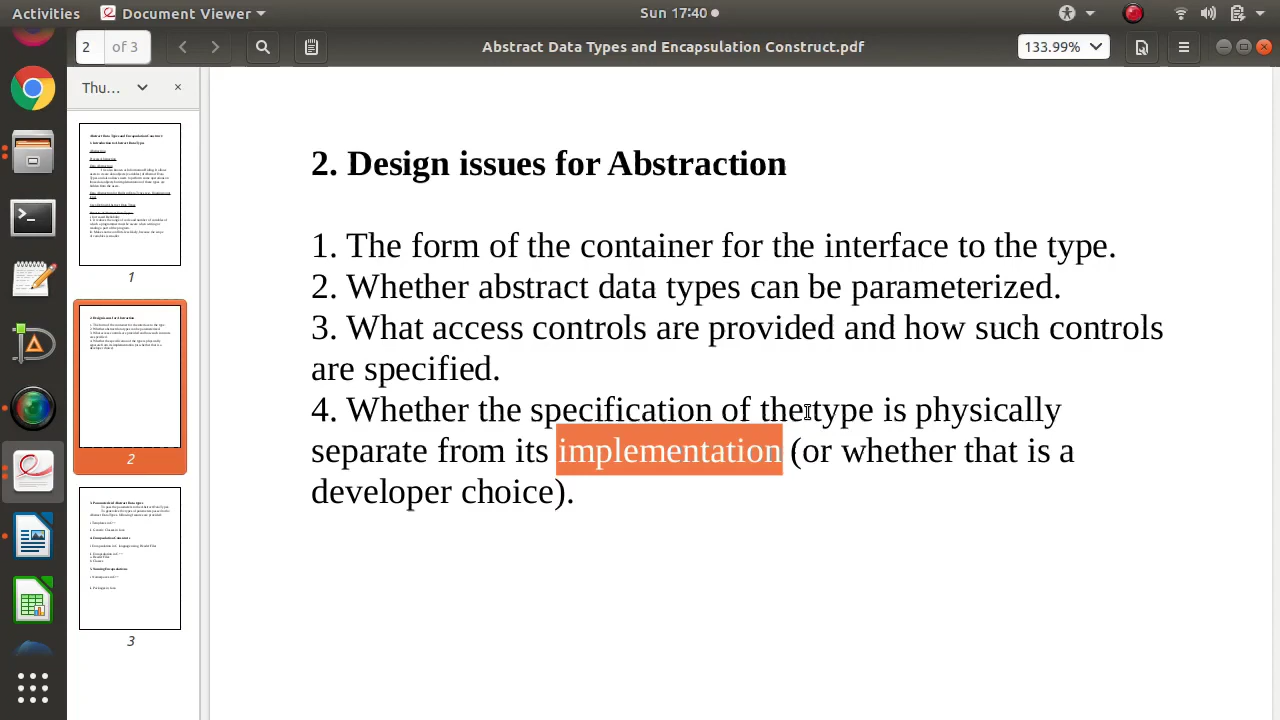 Activities Document Viewer Sun 17:40
2 of 3 Abstract Data Types and Encapsulation Construct.pdf 133.99%
Thu...
1
2
3
2. Design issues for Abstraction
1. The form of the container for the interface to the type.
2. Whether abstract data types can be parameterized.
3. What access controls are provided and how such controls
are specified.
4. Whether the specification of the type is physically
separate from its implementation (or whether that is a
developer choice).